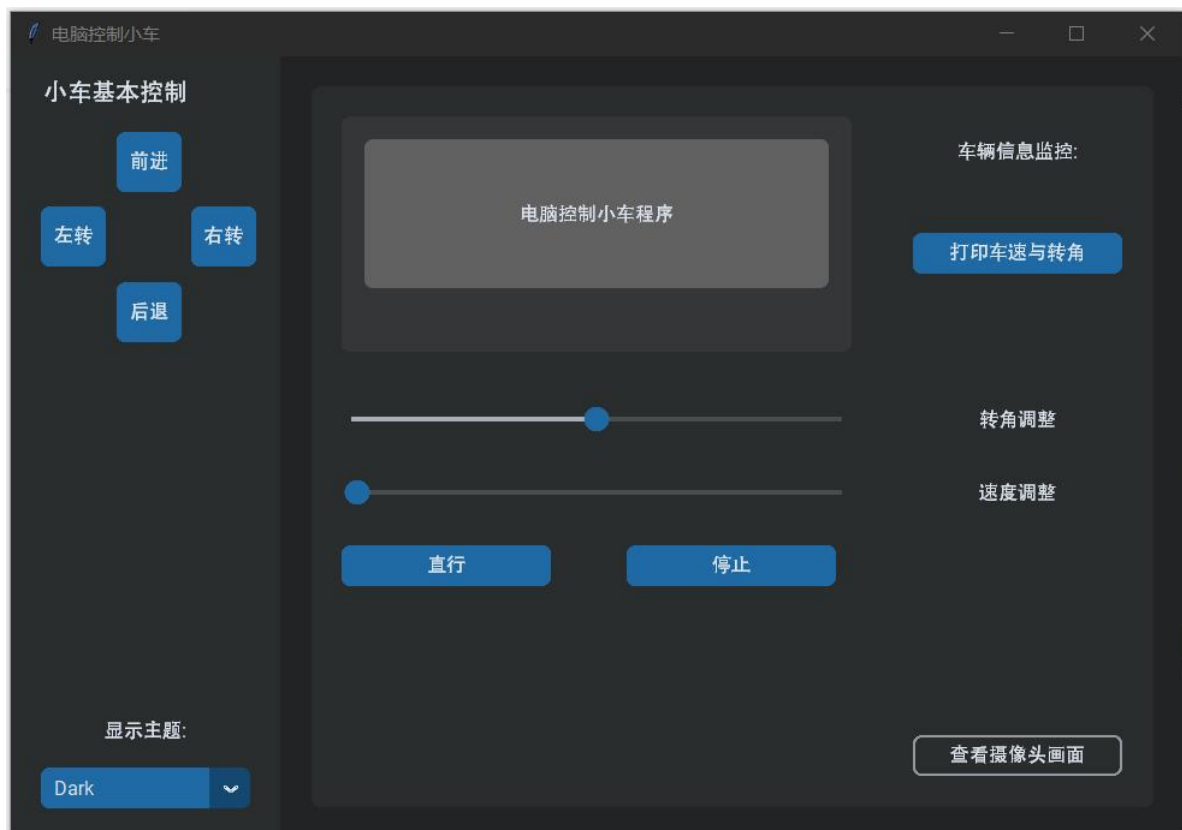 电脑控制小车
小车基本控制
前进
左转
右转
后退
显示主题:
Dark
电脑控制小车程序
车辆信息监控:
打印车速与转角
转角调整
速度调整
直行
停止
查看摄像头画面